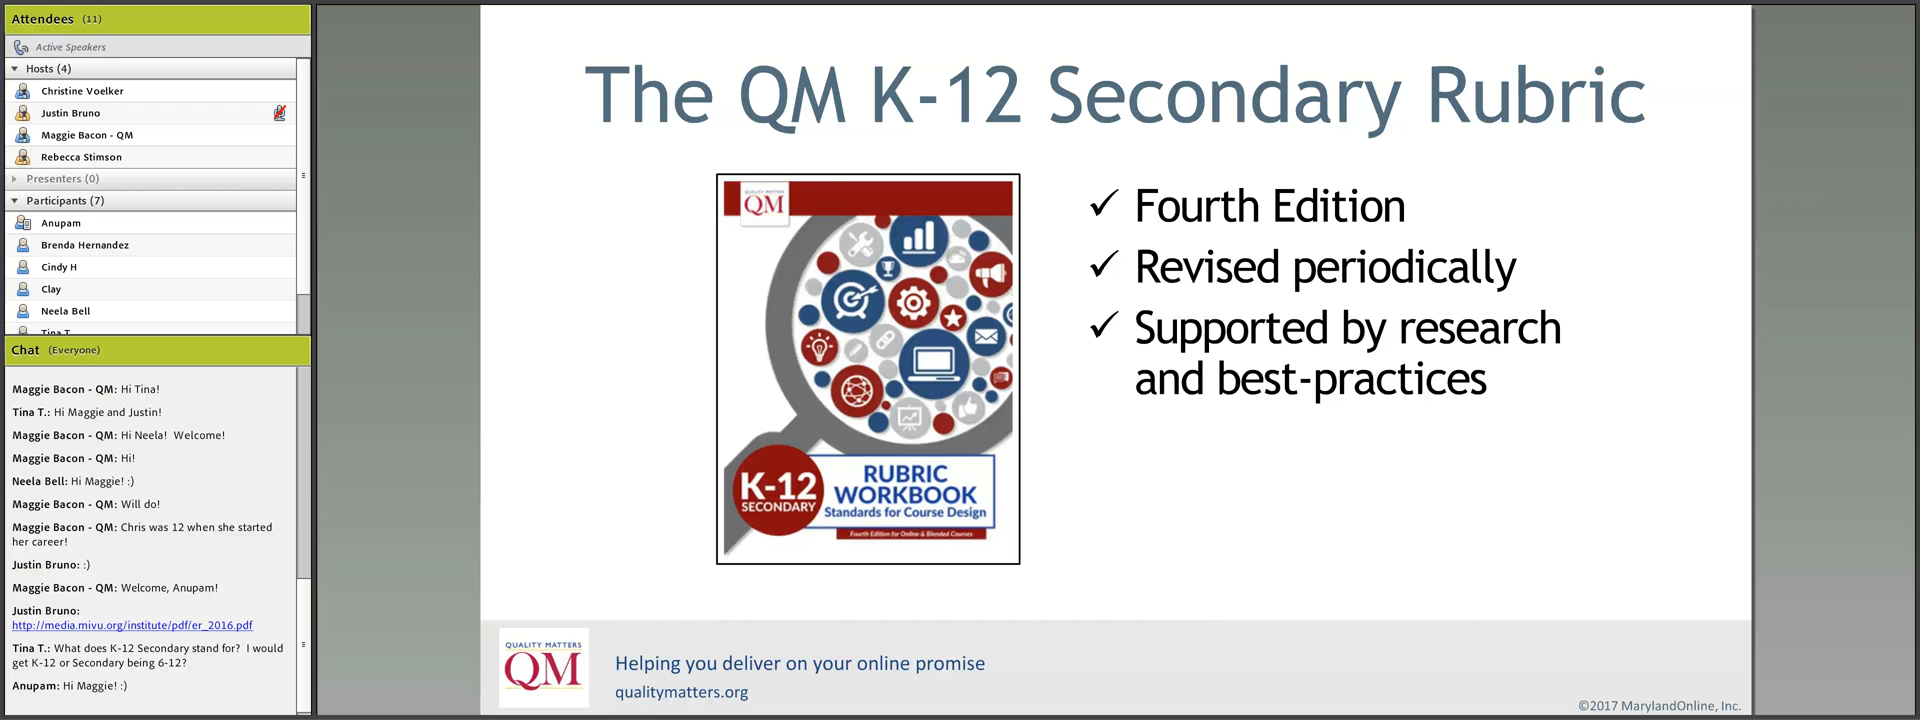 Attendees (11)
Active Speakers
Hosts (4)
Christine Voelker
Justin Bruno
Maggie Bacon - QM
Rebecca Stimson
Presenters (0)
Participants (7)
Anupam
Brenda Hernandez
Cindy H
Clay
Neela Bell
Tina T.
Chat (Everyone)
Maggie Bacon - QM: Hi Tina!
Tina T.: Hi Maggie and Justin!
Maggie Bacon - QM: Hi Neela! Welcome!
Maggie Bacon - QM: Hi!
Neela Bell: Hi Maggie! :)
Maggie Bacon - QM: Will do!
Maggie Bacon - QM: Chris was 12 when she started
her career!
Justin Bruno: :)
Maggie Bacon - QM: Welcome, Anupam!
Justin Bruno:
http://media.mivu.org/institute/pdf/er_2016.pdf
Tina T.: What does K-12 Secondary stand for? I would
get K-12 or Secondary being 6-12?
Anupam: Hi Maggie! :)
The QM K-12 Secondary Rubric
QUALITY MATTERS
QM
K-12
SECONDARY
RUBRIC
WORKBOOK
Standards for Course Design
Fourth Edition for Online & Blended Courses
✓ Fourth Edition
✓ Revised periodically
✓ Supported by research
and best-practices
QUALITY MATTERS
QM
Helping you deliver on your online promise
qualitymatters.org
©2017 MarylandOnline, Inc.